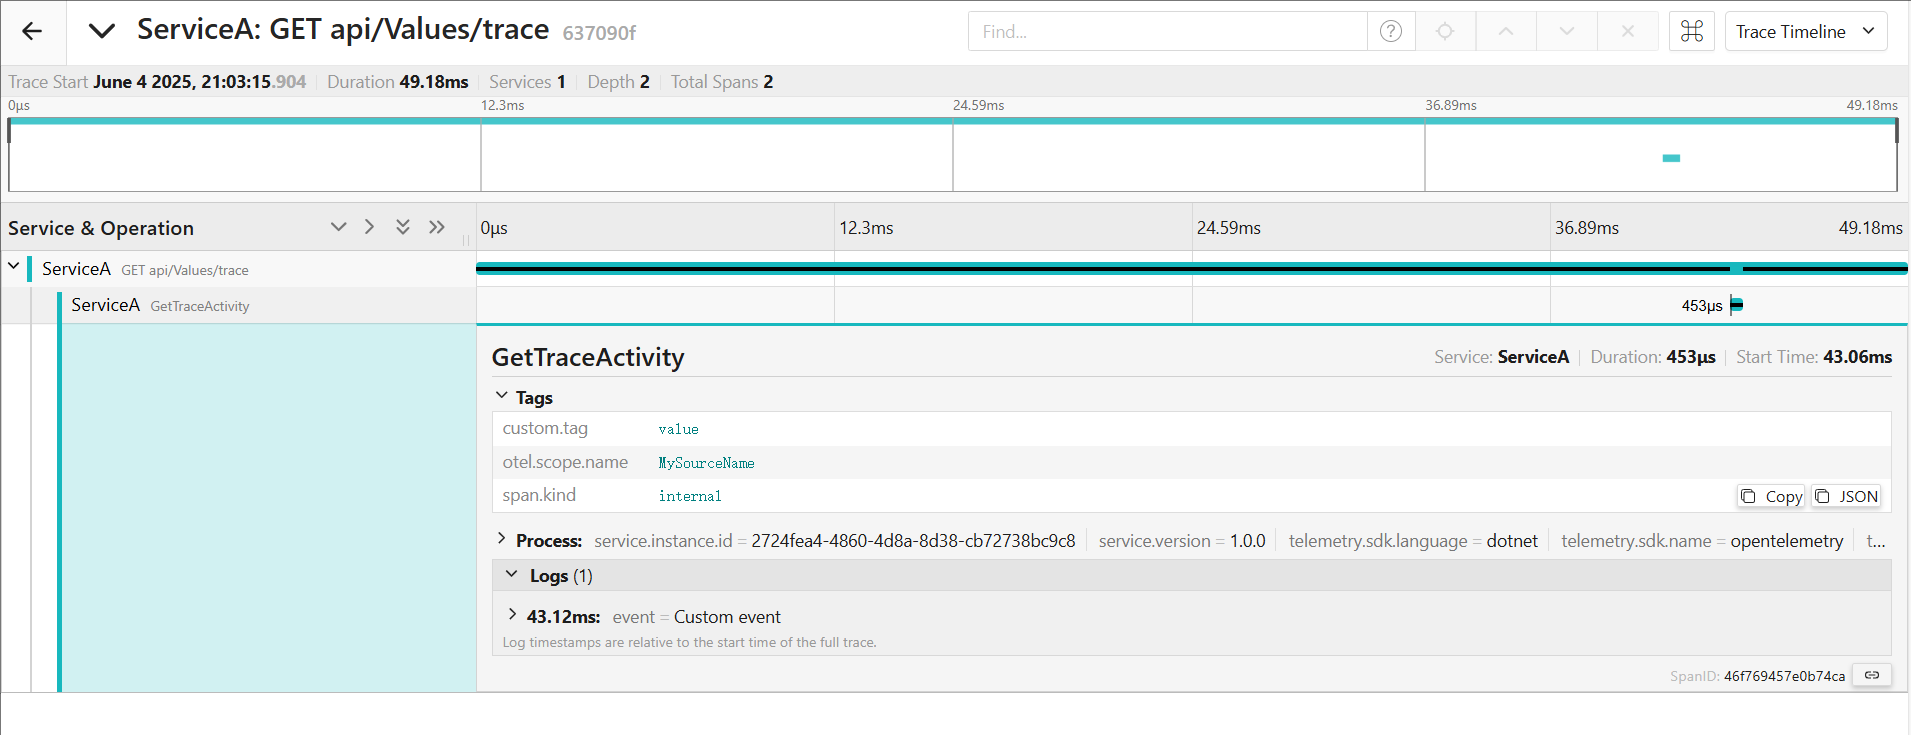 ServiceA: GET api/Values/trace 637090f
Find...
Trace Timeline
Trace Start June 4 2025, 21:03:15.904 Duration 49.18ms Services 1 Depth 2 Total Spans 2
0μs 12.3ms 24.59ms 36.89ms 49.18ms
Service & Operation 0μs 12.3ms 24.59ms 36.89ms 49.18ms
ServiceA GET api/Values/trace
ServiceA GetTraceActivity 453μs
GetTraceActivity Service: ServiceA Duration: 453μs Start Time: 43.06ms
Tags
custom.tag value
otel.scope.name MySourceName
span.kind internal Copy JSON
Process: service.instance.id = 2724fea4-4860-4d8a-8d38-cb72738bc9c8 service.version = 1.0.0 telemetry.sdk.language = dotnet telemetry.sdk.name = opentelemetry t...
Logs (1)
43.12ms: event = Custom event
Log timestamps are relative to the start time of the full trace.
SpanID: 46f769457e0b74ca